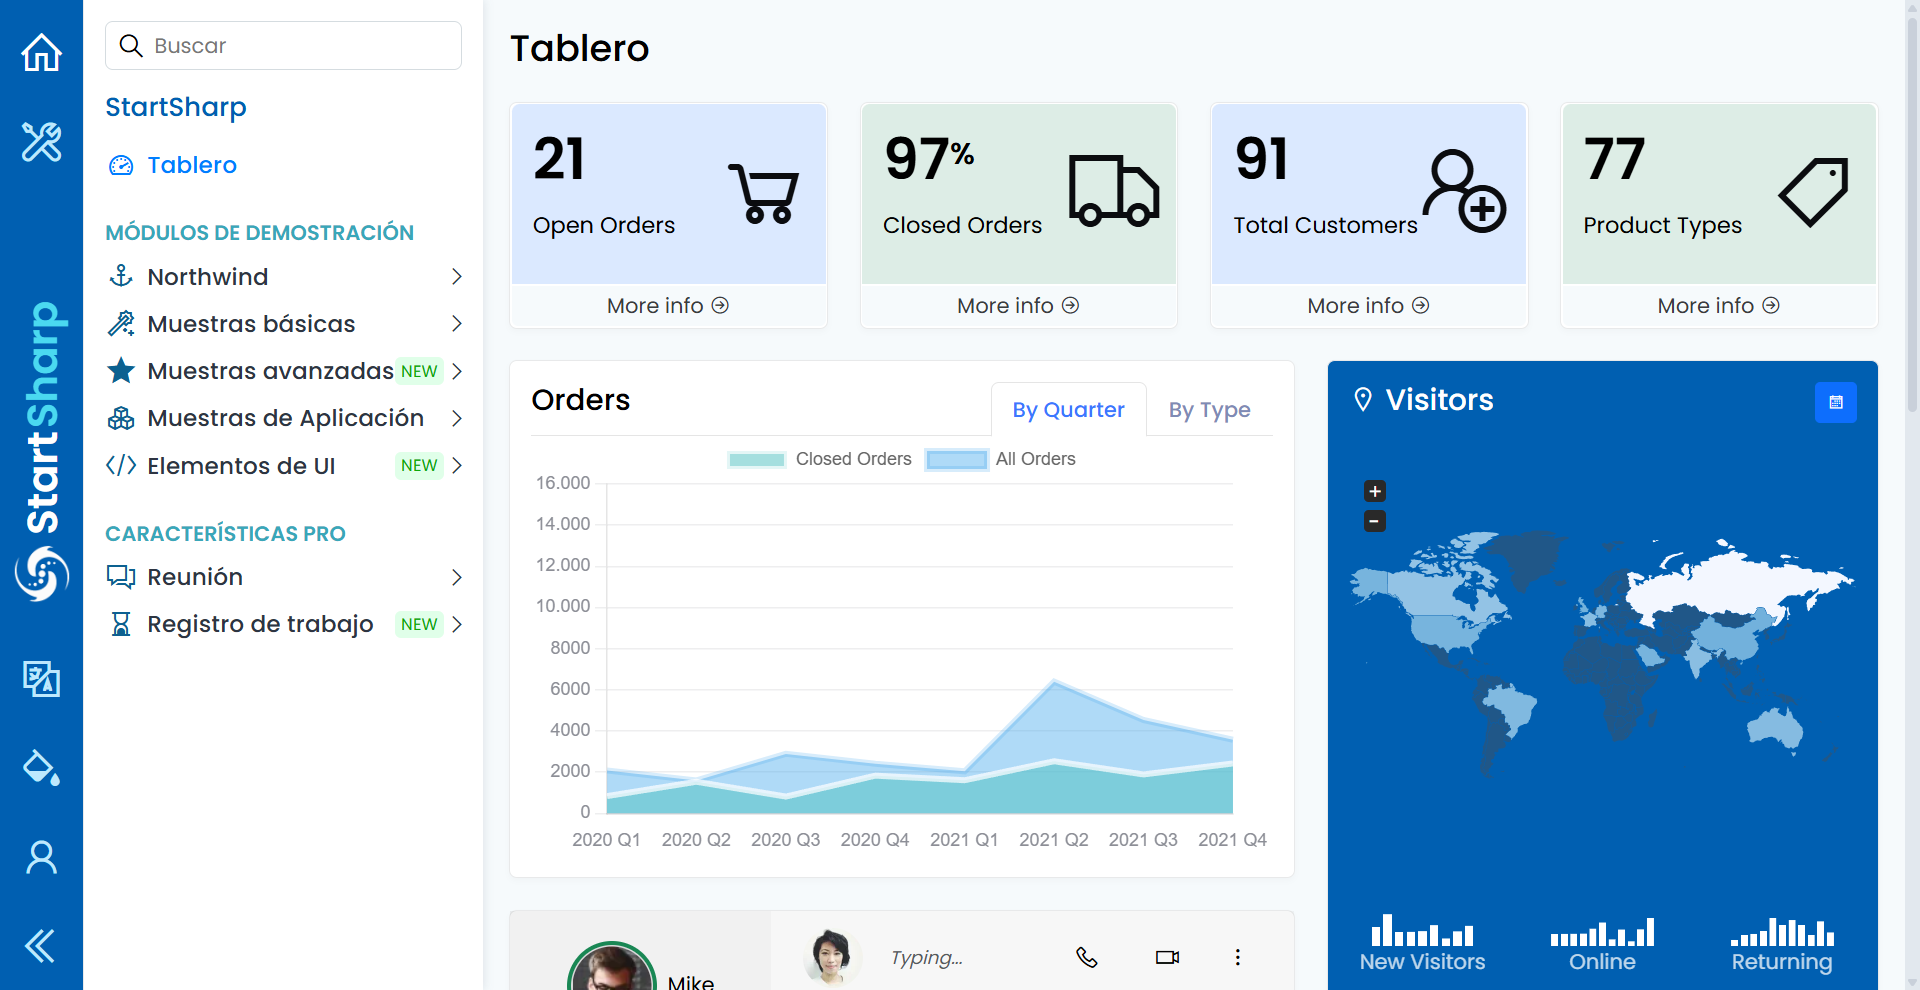 StartSharp
Buscar
StartSharp
Tablero
MÓDULOS DE DEMOSTRACIÓN
Northwind
Muestras básicas
Muestras avanzadas NEW
Muestras de Aplicación
Elementos de UI NEW
CARACTERÍSTICAS PRO
Reunión
Registro de trabajo NEW
Tablero
21
Open Orders
More info
97%
Closed Orders
More info
91
Total Customers
More info
77
Product Types
More info
Orders
By Quarter
By Type
Closed Orders
All Orders
16.000
14.000
12.000
10.000
8000
6000
4000
2000
0
2020 Q1
2020 Q2
2020 Q3
2020 Q4
2021 Q1
2021 Q2
2021 Q3
2021 Q4
Visitors
+
−
New Visitors
Online
Returning
Mike
Typing...